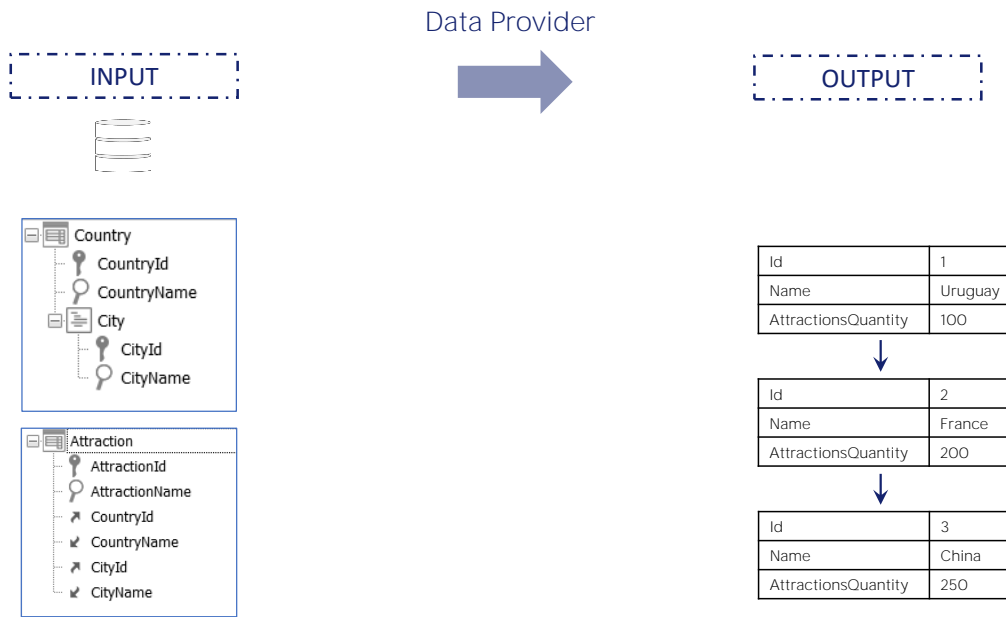 Data Provider
INPUT
OUTPUT
Country
CountryId
CountryName
City
CityId
CityName
Attraction
AttractionId
AttractionName
CountryId
CountryName
CityId
CityName
Id 1
Name Uruguay
AttractionsQuantity 100
Id 2
Name France
AttractionsQuantity 200
Id 3
Name China
AttractionsQuantity 250